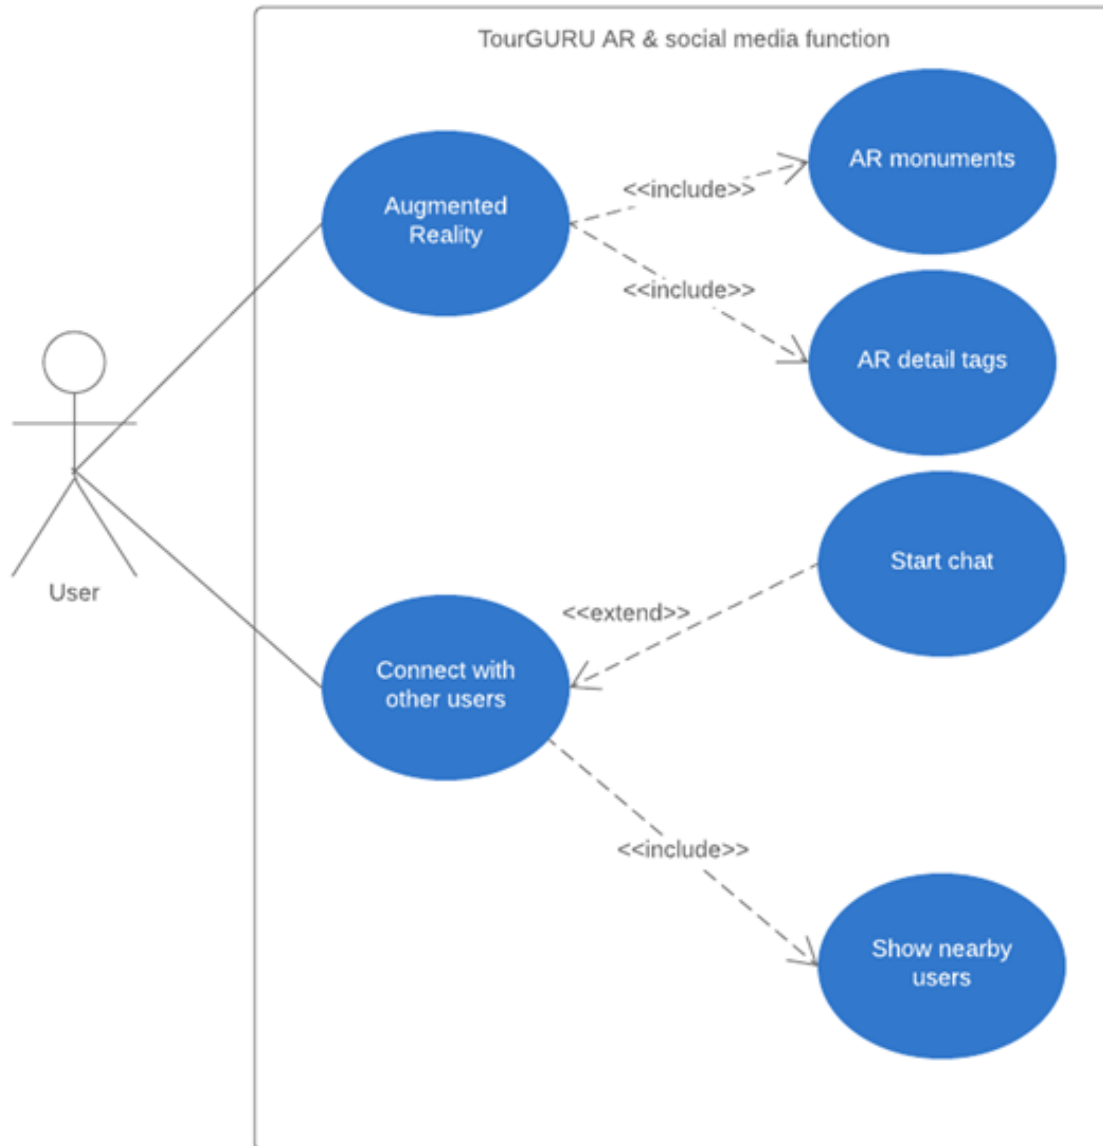 TourGURU AR & social media function
AR monuments
Augmented
Reality
<<include>>
<<include>>
AR detail tags
Start chat
User
<<extend>>
Connect with
other users
<<include>>
Show nearby
users